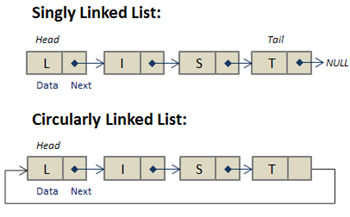 Singly Linked List:
Head Tail
L I S T NULL
Data Next
Circularly Linked List:
Head
L I S T
Data Next